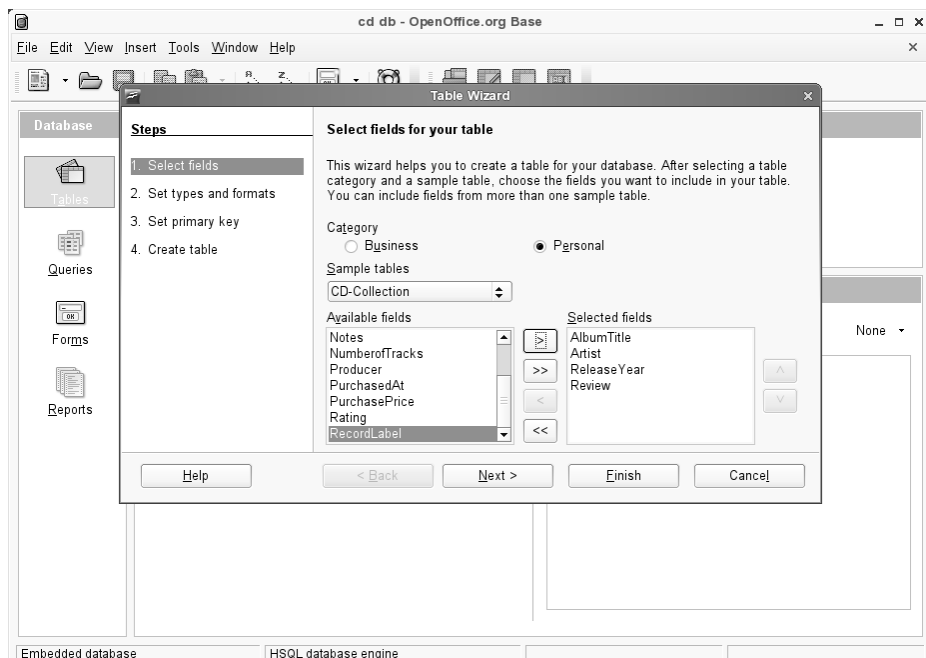 cd db - OpenOffice.org Base
File Edit View Insert Tools Window Help
Table Wizard
Database
Tables
Queries
Forms
Reports
Steps
1. Select fields
2. Set types and formats
3. Set primary key
4. Create table
Select fields for your table
This wizard helps you to create a table for your database. After selecting a table
category and a sample table, choose the fields you want to include in your table.
You can include fields from more than one sample table.
Category
Business
Personal
Sample tables
CD-Collection
Available fields
Notes
NumberofTracks
Producer
PurchasedAt
PurchasePrice
Rating
RecordLabel
>
>>
<
<<
Selected fields
AlbumTitle
Artist
ReleaseYear
Review
^
v
None
Help
< Back
Next >
Finish
Cancel
Embedded database
HSQL database engine